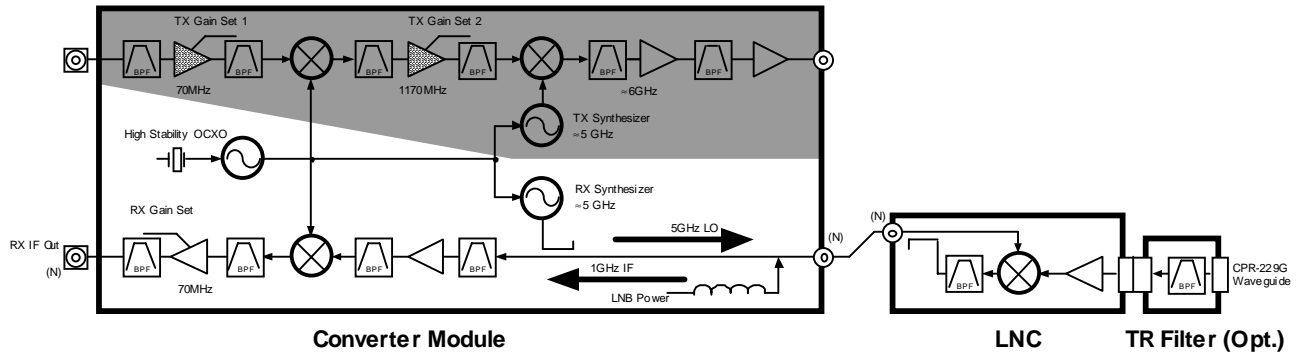 TX Gain Set 1
TX Gain Set 2
BPF
BPF
BPF
BPF
BPF
BPF
70MHz
1170MHz
≈6GHz
TX Synthesizer
≈5 GHz
High Stability OCXO
RX Synthesizer
≈5 GHz
RX Gain Set
RX IF Out
(N)
BPF
BPF
BPF
BPF
70MHz
5GHz LO
1GHz IF
LNB Power
(N)
(N)
BPF
BPF
CPR-229G
Waveguide
Converter Module
LNC
TR Filter (Opt.)